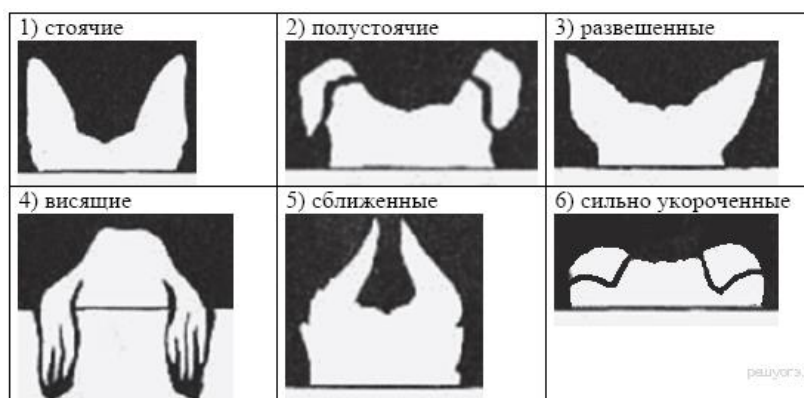 1) стоячие
2) полустоячие
3) развешенные
4) висящие
5) сближенные
6) сильно укороченные